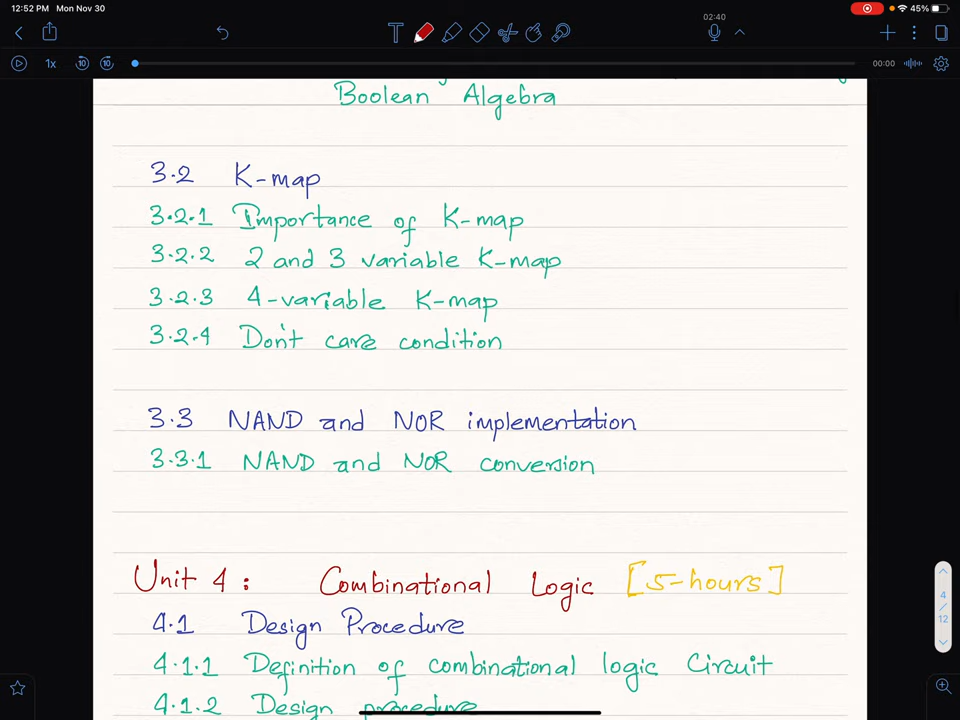 12:52 PM Mon Nov 30
45%
02:40
1x
10
10
00:00
Boolean Algebra
3.2 K-map
3.2.1 Importance of K-map
3.2.2 2 and 3 variable K-map
3.2.3 4-variable K-map
3.2.4 Don't care condition
3.3 NAND and NOR implementation
3.3.1 NAND and NOR conversion
Unit 4 : Combinational Logic [5-hours]
4.1 Design Procedure
4.1.1 Definition of combinational logic Circuit
4.1.2 Design procedure
4
/
12